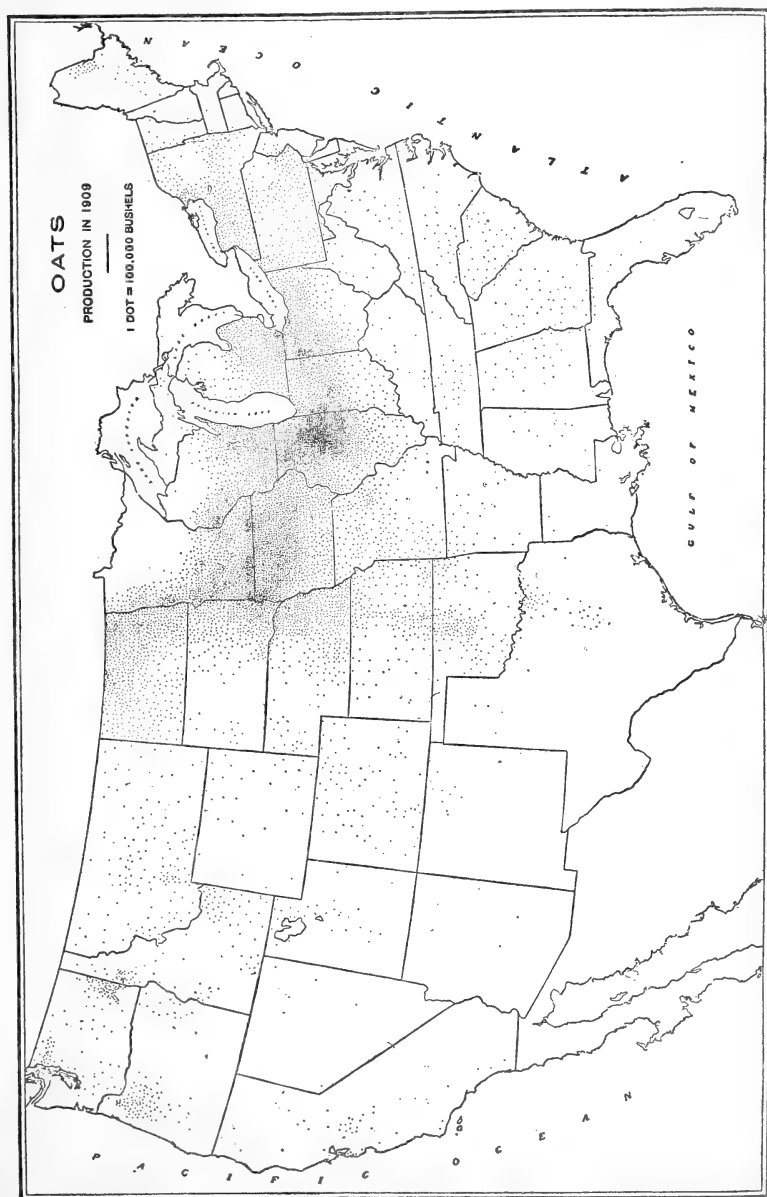 OATS
PRODUCTION IN 1909
1 DOT = 100,000 BUSHELS
ATLANTIC OCEAN
GULF OF MEXICO
PACIFIC OCEAN